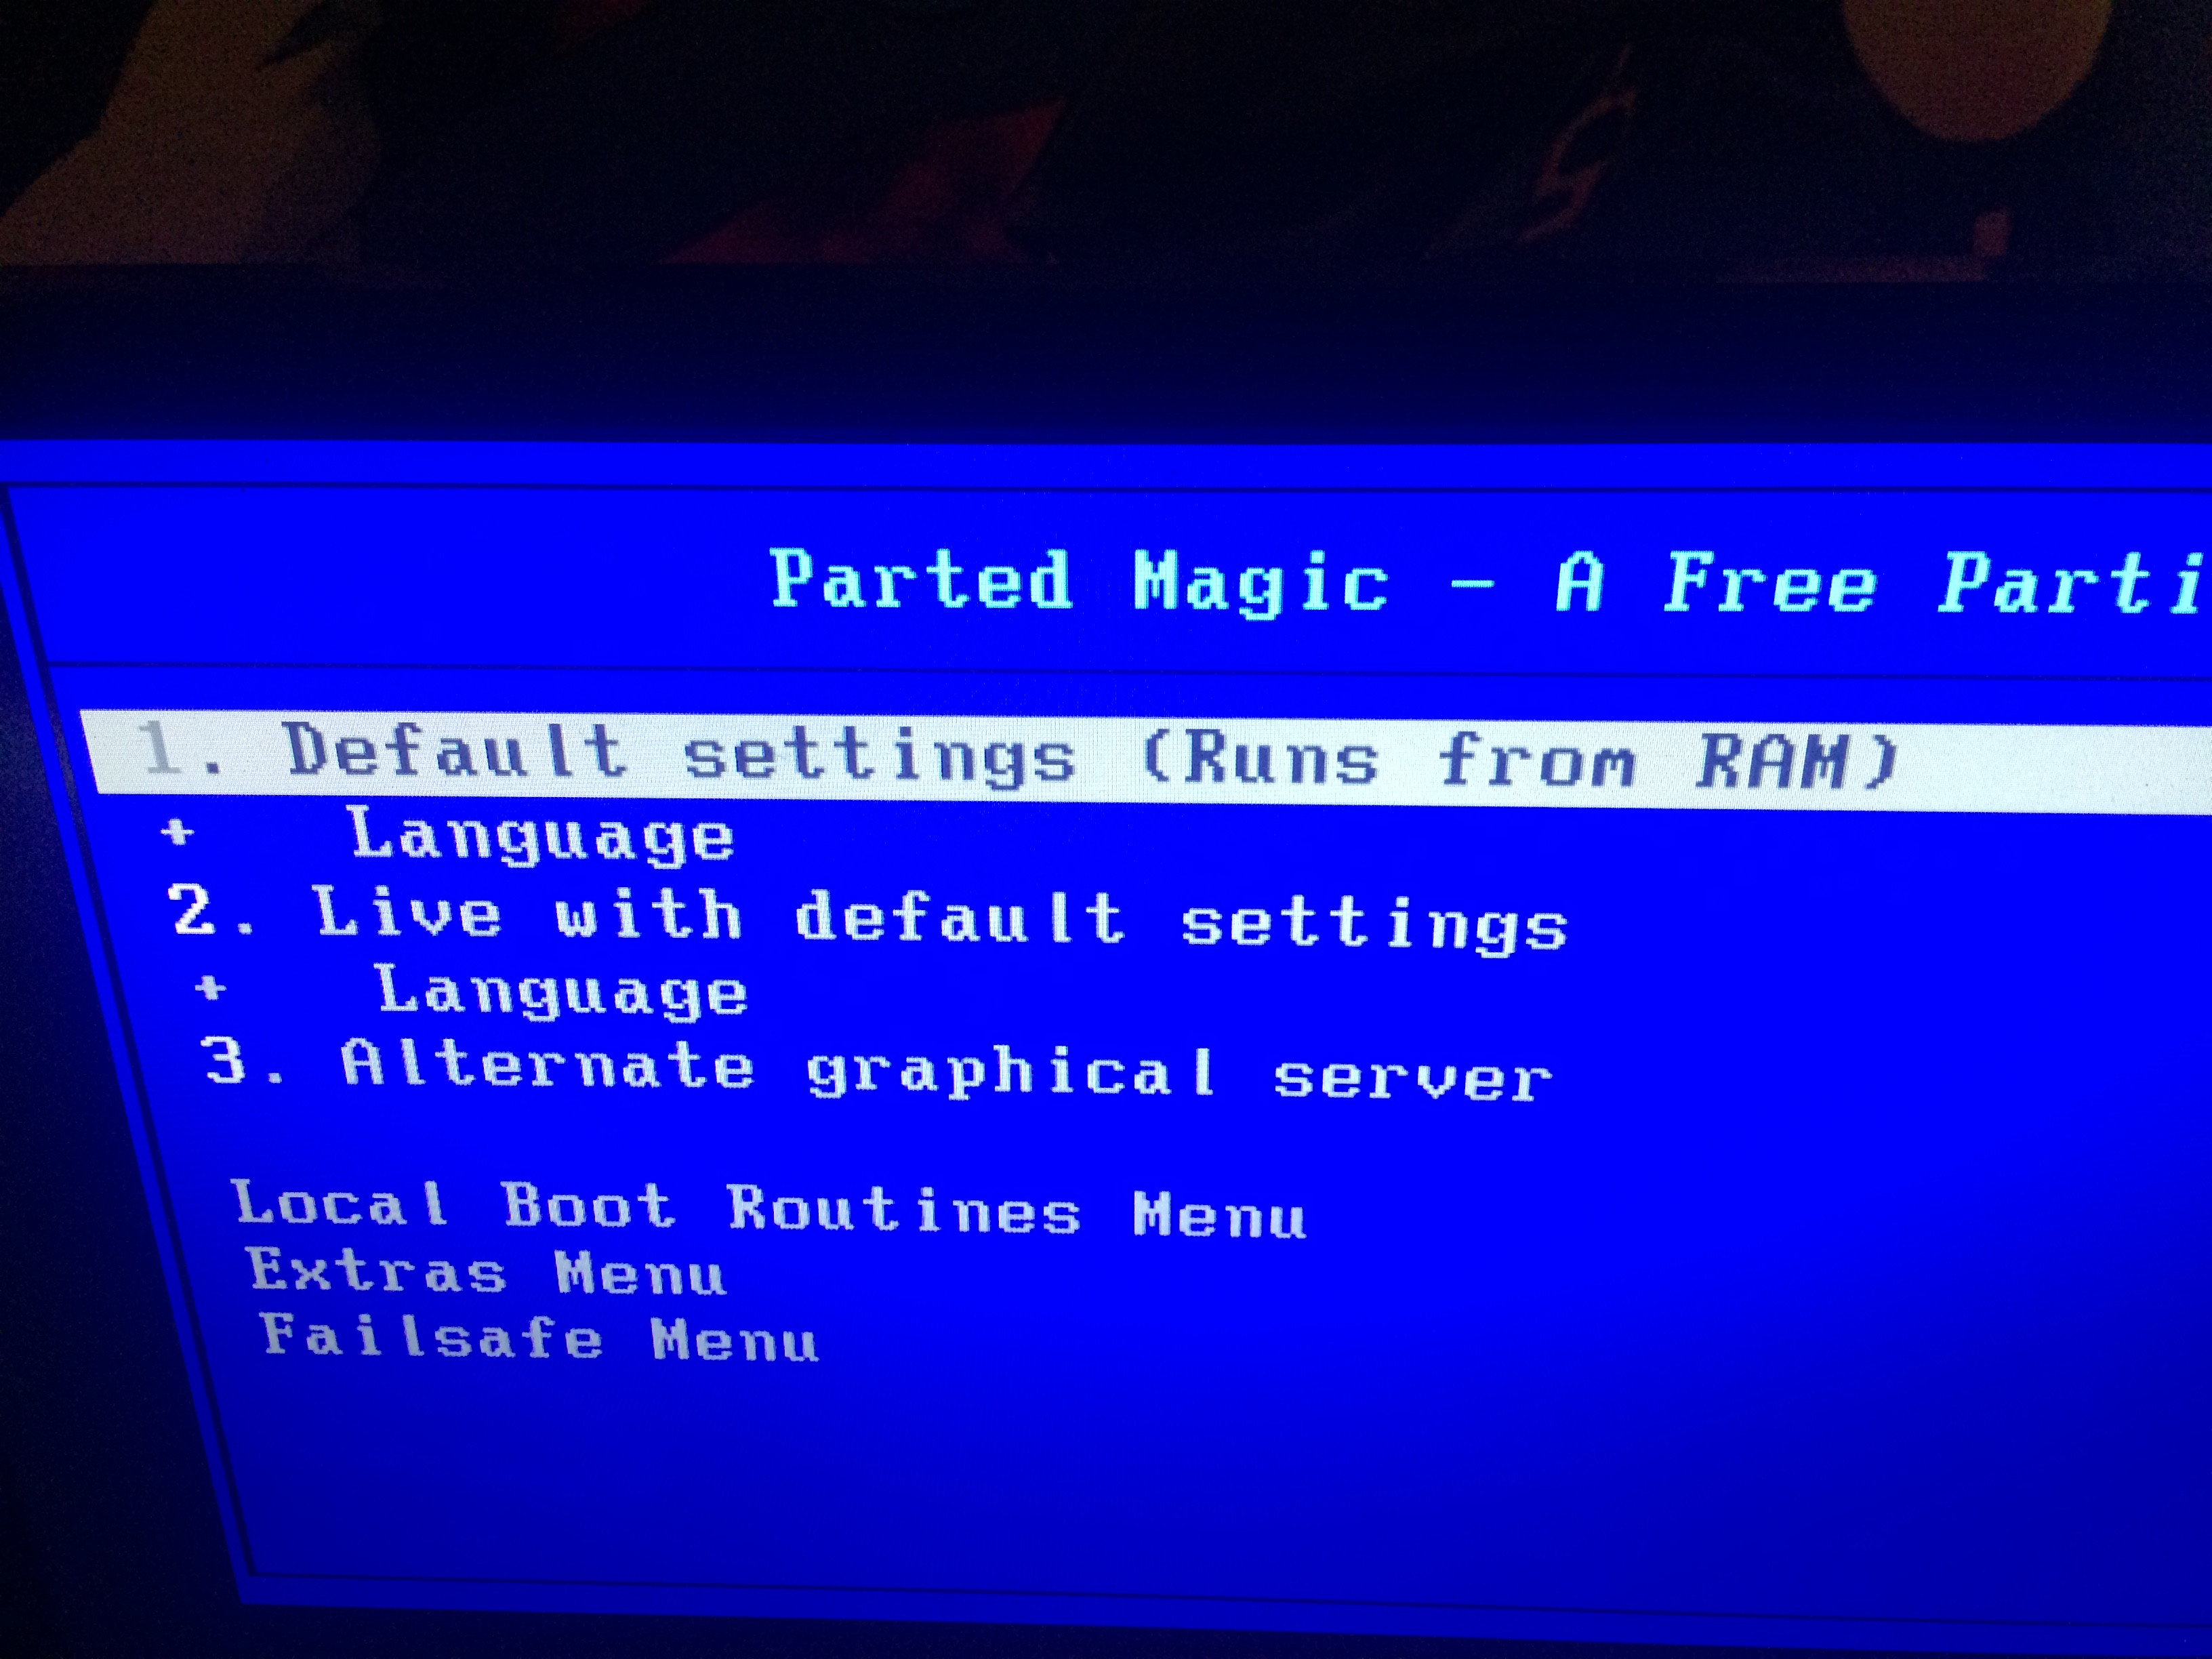 Parted Magic - A Free Parti
1. Default settings (Runs from RAM)
+ Language
2. Live with default settings
+ Language
3. Alternate graphical server
Local Boot Routines Menu
Extras Menu
Failsafe Menu